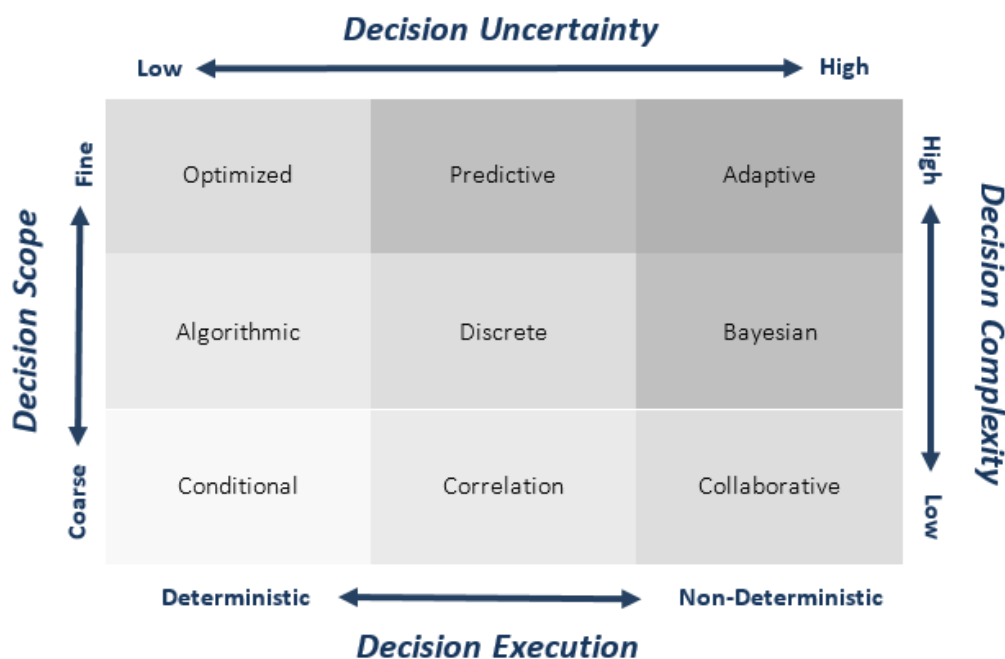 Decision Uncertainty
Low
High
Fine
Optimized
Predictive
Adaptive
High
Decision Scope
Algorithmic
Discrete
Bayesian
Decision Complexity
Coarse
Conditional
Correlation
Collaborative
Low
Deterministic
Non-Deterministic
Decision Execution